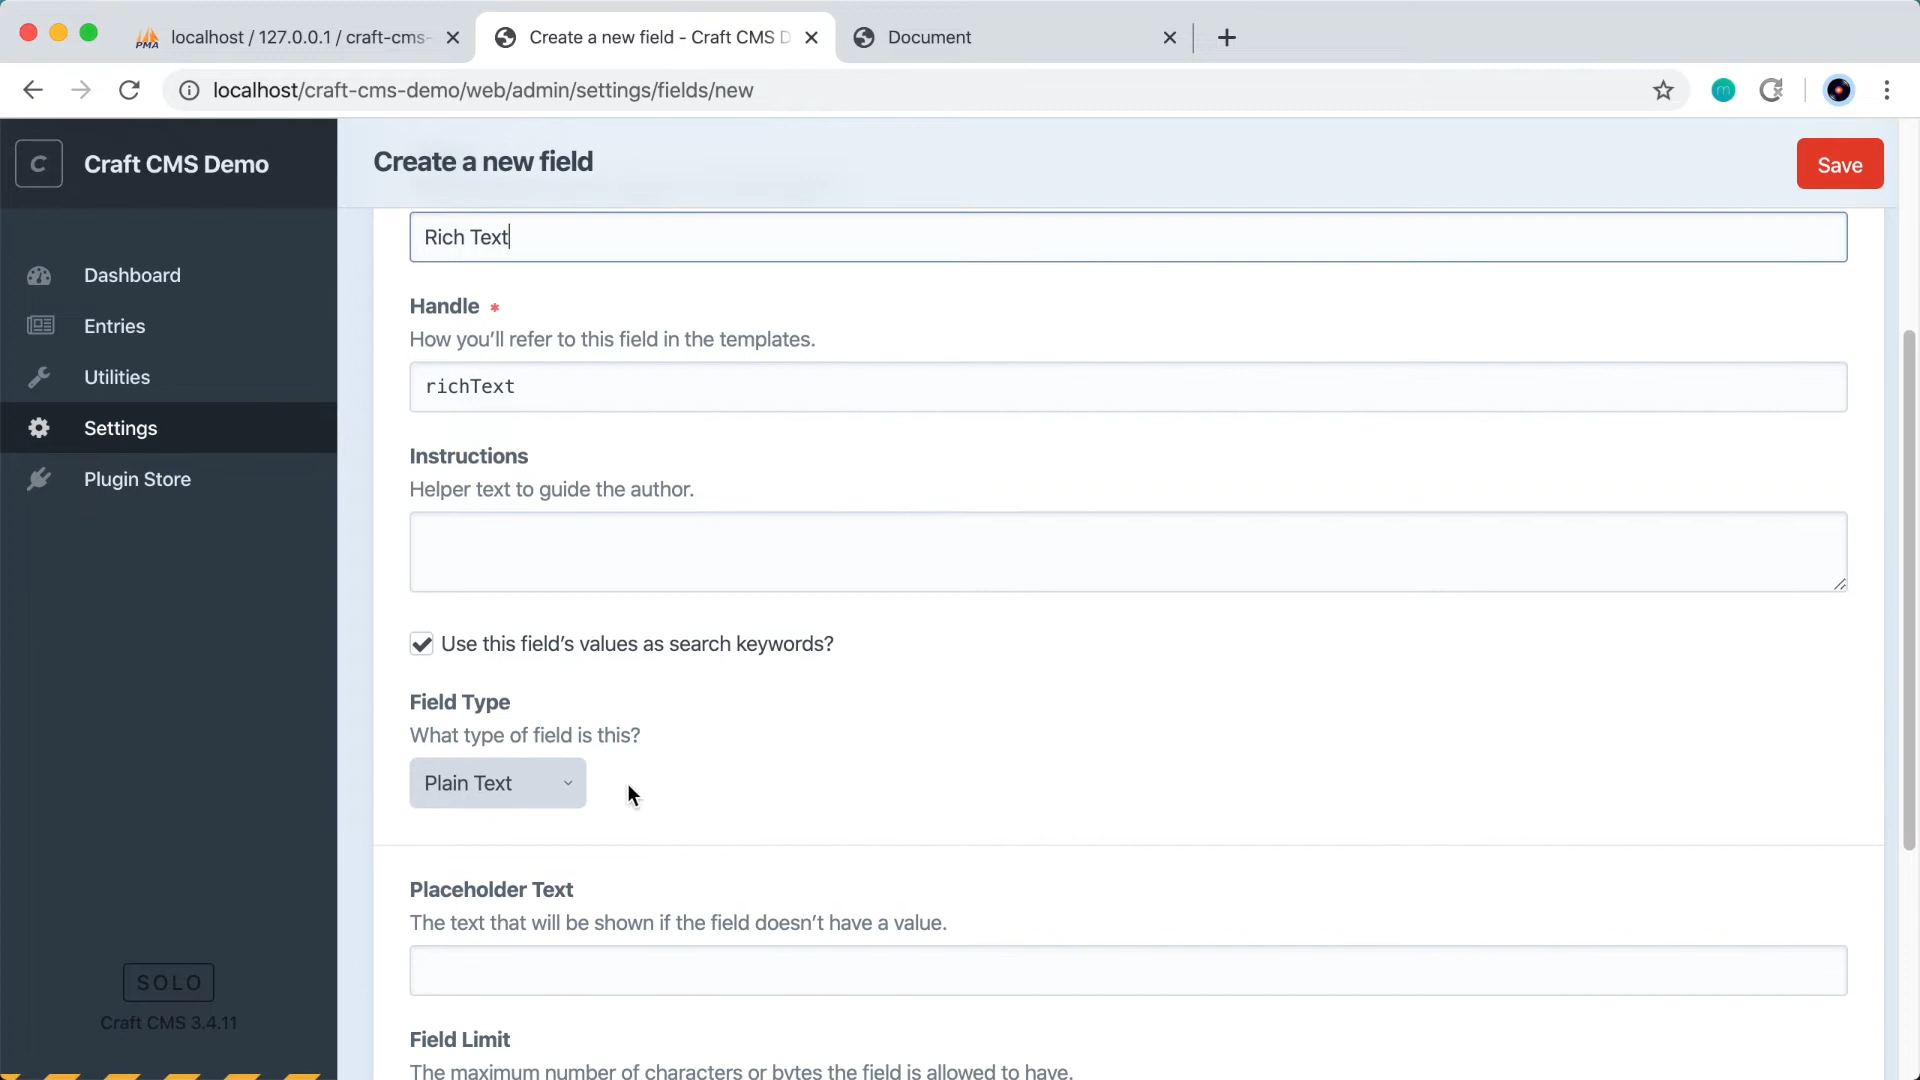 PMA
localhost / 127.0.0.1 / craft-cms-
Create a new field - Craft CMS D
Document
localhost/craft-cms-demo/web/admin/settings/fields/new
m
C
Craft CMS Demo
Create a new field
Save
Dashboard
Entries
Utilities
Settings
Plugin Store
SOLO
Craft CMS 3.4.11
Rich Text
Handle *
How you’ll refer to this field in the templates.
richText
Instructions
Helper text to guide the author.
Use this field’s values as search keywords?
Field Type
What type of field is this?
Plain Text
Placeholder Text
The text that will be shown if the field doesn’t have a value.
Field Limit
The maximum number of characters or bytes the field is allowed to have.